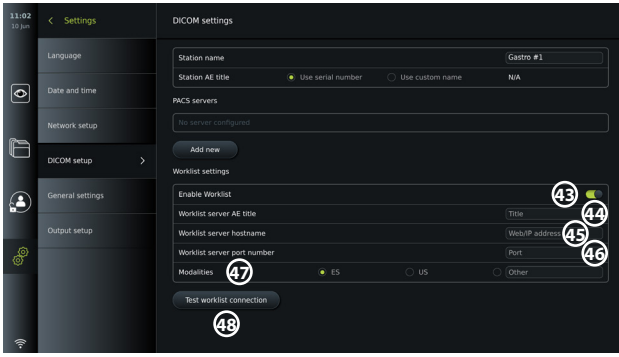 11:02
10 Jun
Settings
DICOM settings
Language
Date and time
Network setup
DICOM setup
General settings
Output setup
Station name
Gastro #1
Station AE title
Use serial number
Use custom name
N/A
PACS servers
No server configured
Add new
Worklist settings
Enable Worklist
43
Worklist server AE title
Title
44
Worklist server hostname
Web/IP address
45
Worklist server port number
Port
46
Modalities
47
ES
US
Other
Test worklist connection
48